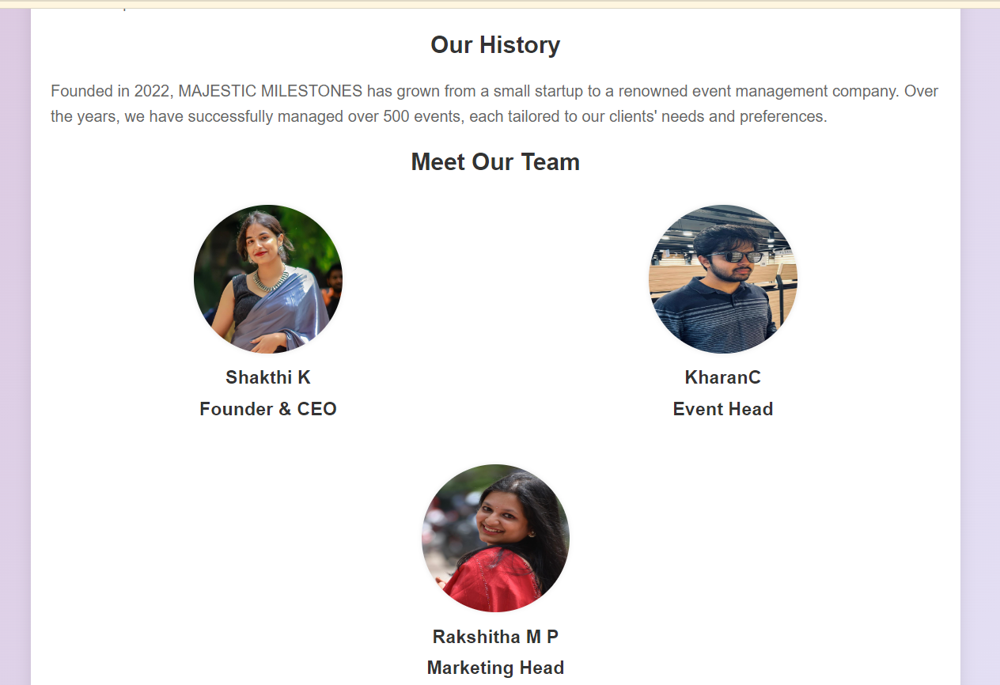 Our History
Founded in 2022, MAJESTIC MILESTONES has grown from a small startup to a renowned event management company. Over
the years, we have successfully managed over 500 events, each tailored to our clients' needs and preferences.
Meet Our Team
Shakthi K
KharanC
Founder & CEO
Event Head
Rakshitha M P
Marketing Head